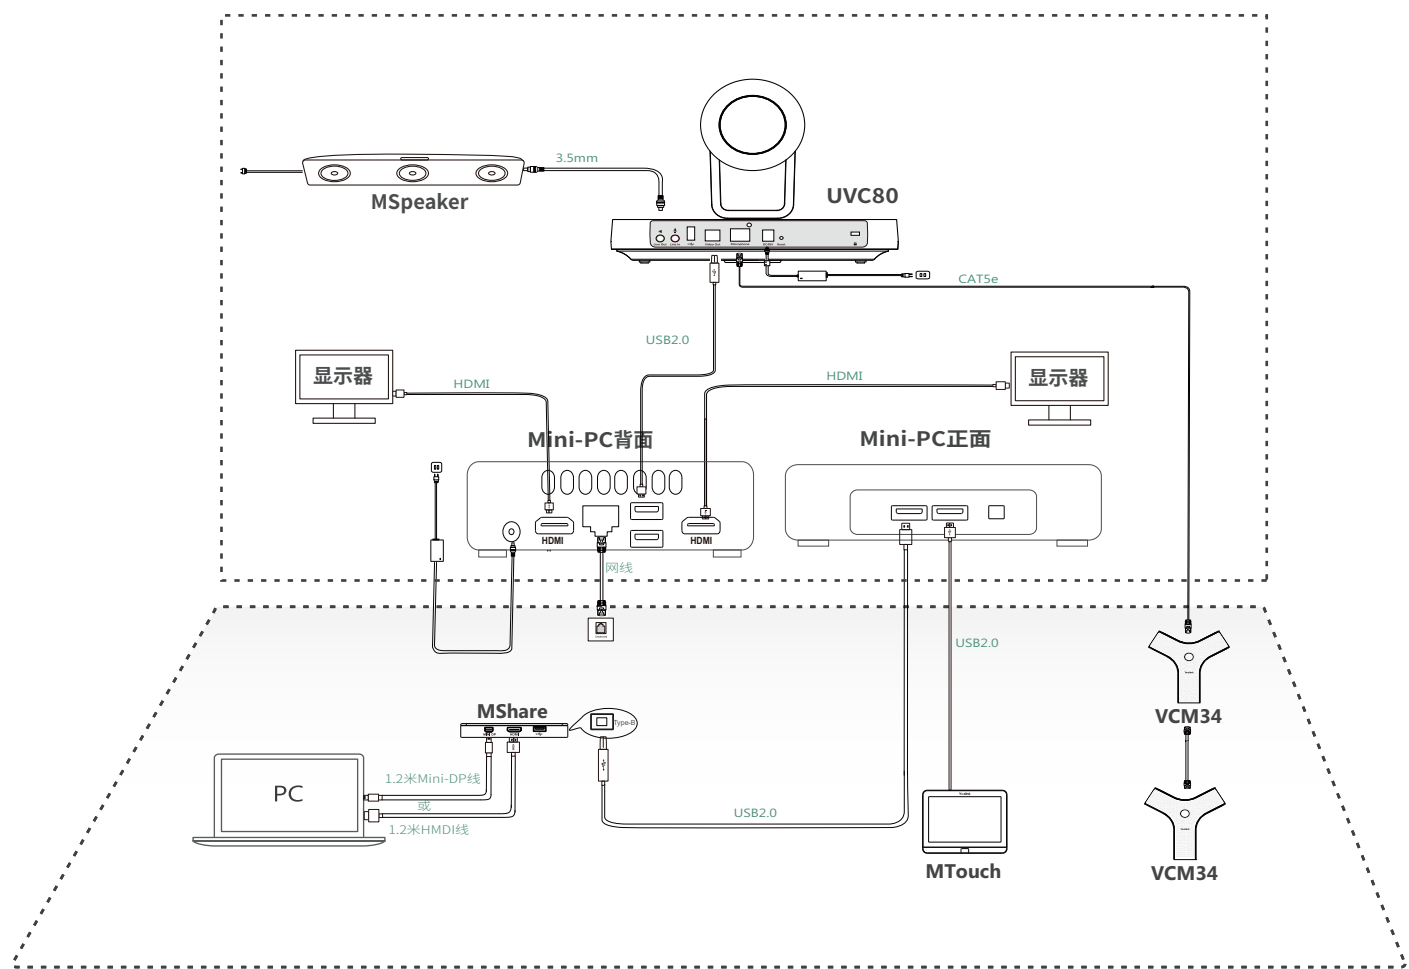 3.5mm
MSpeaker
UVC80
CAT5e
USB2.0
显示器
HDMI
HDMI
显示器
Mini-PC背面
Mini-PC正面
HDMI
HDMI
网线
USB2.0
MShare
Type-B
VCM34
PC
1.2米Mini-DP线
或
1.2米HMDI线
USB2.0
MTouch
VCM34